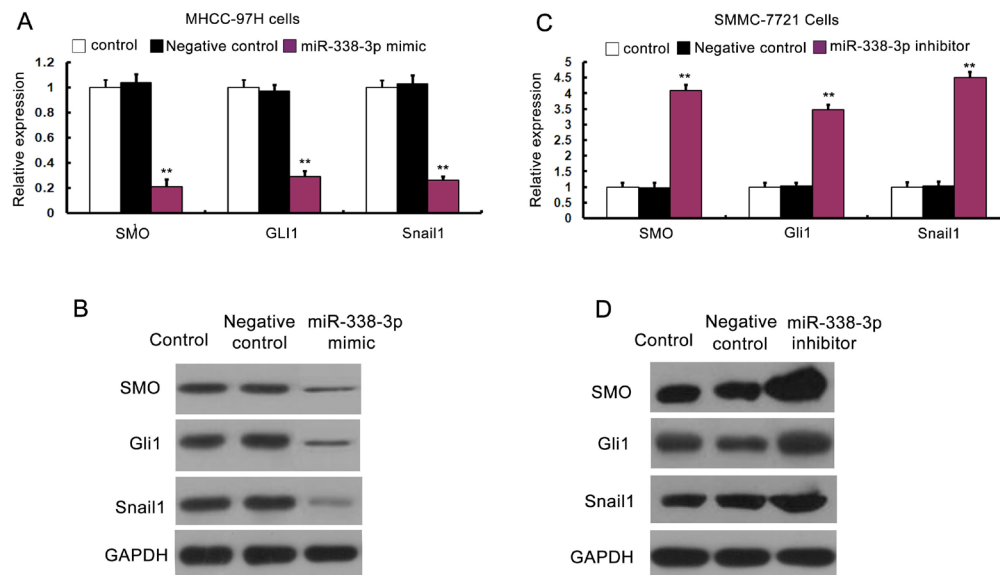 A
MHCC-97H cells
control Negative control miR-338-3p mimic
Relative expression
1.2
1
0.8
0.6
0.4
0.2
0
** ** **
SMO GLI1 Snail1
C
SMMC-7721 Cells
control Negative control miR-338-3p inhibitor
Relative expression
5
4.5
4
3.5
3
2.5
2
1.5
1
0.5
0
** ** **
SMO Gli1 Snail1
B
Control Negative control miR-338-3p mimic
SMO
Gli1
Snail1
GAPDH
D
Control Negative control miR-338-3p inhibitor
SMO
Gli1
Snail1
GAPDH